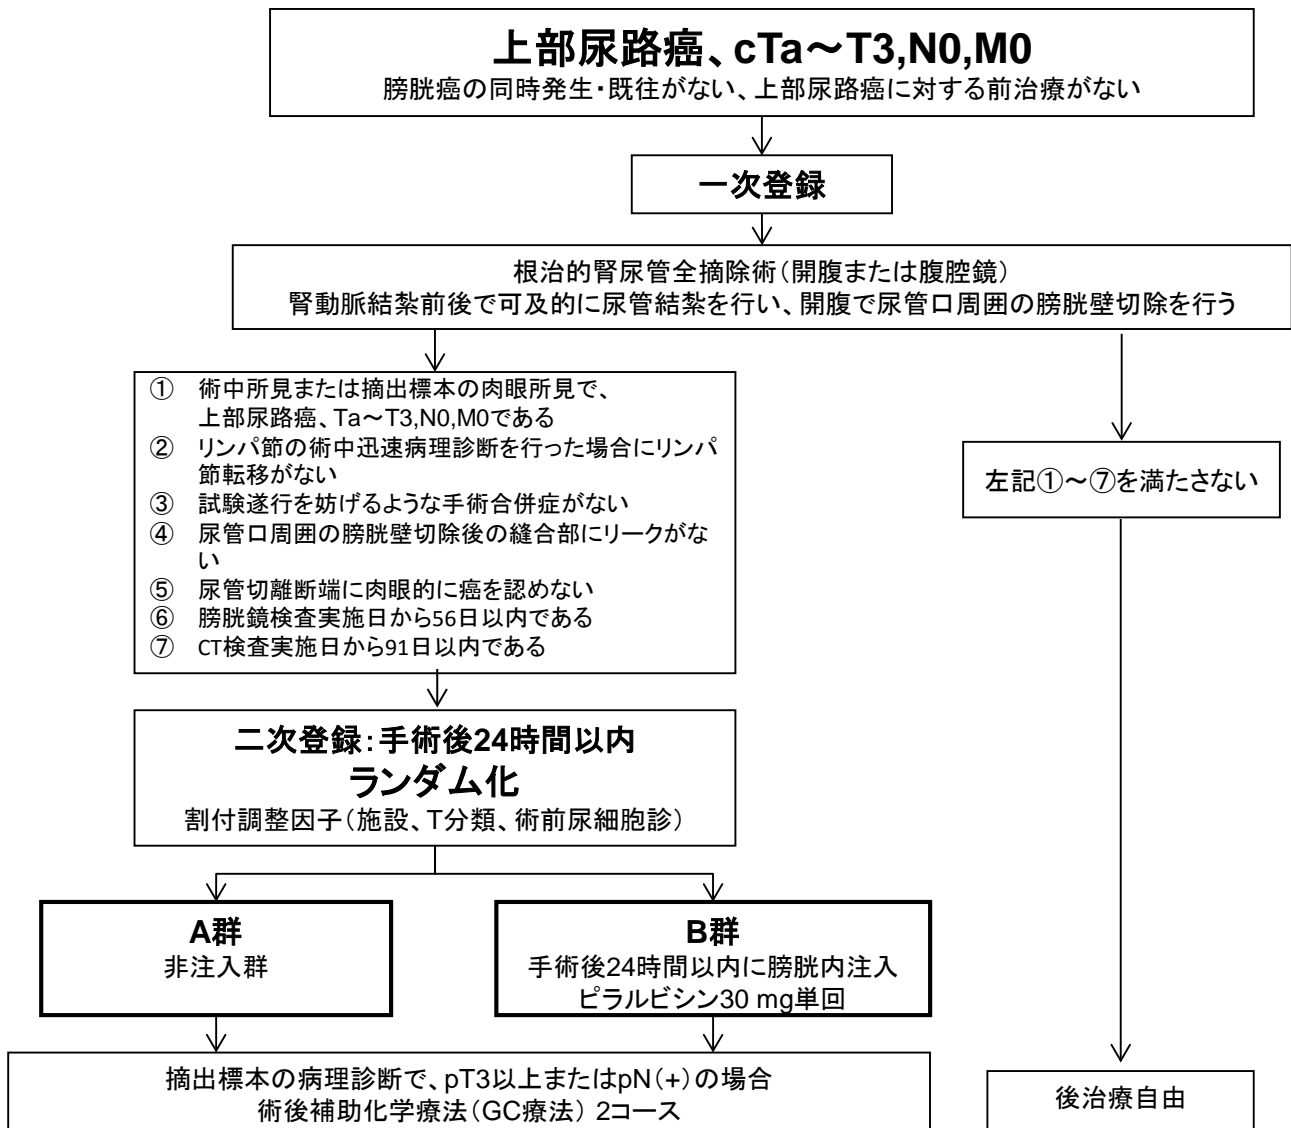 上部尿路癌、cTa～T3,N0,M0
膀胱癌の同時発生・既往がない、上部尿路癌に対する前治療がない
一次登録
根治的腎尿管全摘除術（開腹または腹腔鏡）
腎動脈結紮前後で可及的に尿管結紮を行い、開腹で尿管口周囲の膀胱壁切除を行う
① 術中所見または摘出標本の肉眼所見で、
上部尿路癌、Ta～T3,N0,M0である
② リンパ節の術中迅速病理診断を行った場合にリンパ
節転移がない
③ 試験遂行を妨げるような手術合併症がない
④ 尿管口周囲の膀胱壁切除後の縫合部にリークがな
い
⑤ 尿管切離断端に肉眼的に癌を認めない
⑥ 膀胱鏡検査実施日から56日以内である
⑦ CT検査実施日から91日以内である
左記①～⑦を満たさない
二次登録：手術後24時間以内
ランダム化
割付調整因子（施設、T分類、術前尿細胞診）
A群
非注入群
B群
手術後24時間以内に膀胱内注入
ピラルビシン30 mg単回
摘出標本の病理診断で、pT3以上またはpN（+）の場合
術後補助化学療法（GC療法） 2コース
後治療自由